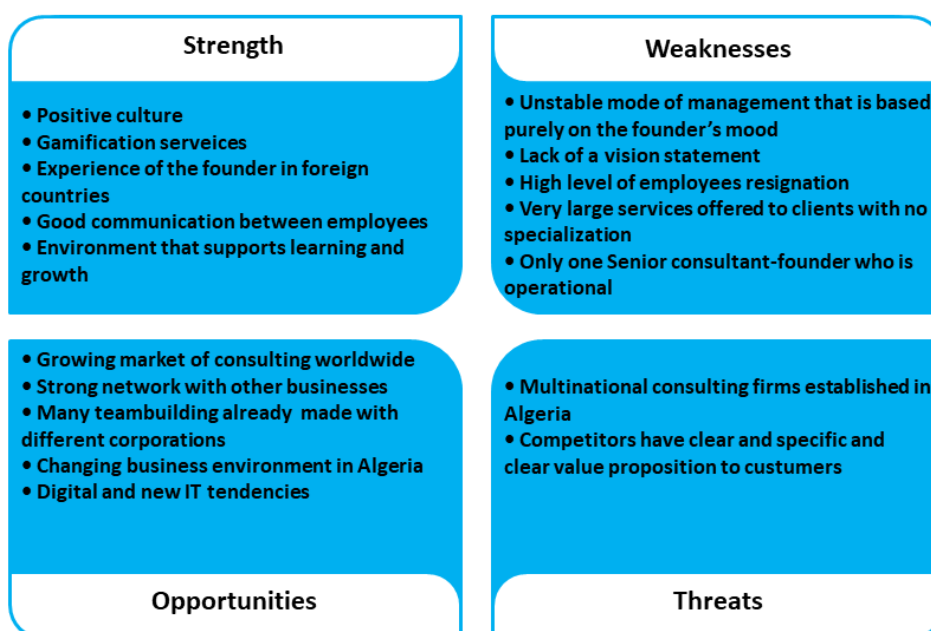 Strength
• Positive culture
• Gamification serveices
• Experience of the founder in foreign
countries
• Good communication between employees
• Environment that supports learning and
growth
Weaknesses
• Unstable mode of management that is based
purely on the founder's mood
• Lack of a vision statement
• High level of employees resignation
• Very large services offered to clients with no
specialization
• Only one Senior consultant-founder who is
operational
• Growing market of consulting worldwide
• Strong network with other businesses
• Many teambuilding already made with
different corporations
• Changing business environment in Algeria
• Digital and new IT tendencies
Opportunities
• Multinational consulting firms established in
Algeria
• Competitors have clear and specific and
clear value proposition to custumers
Threats